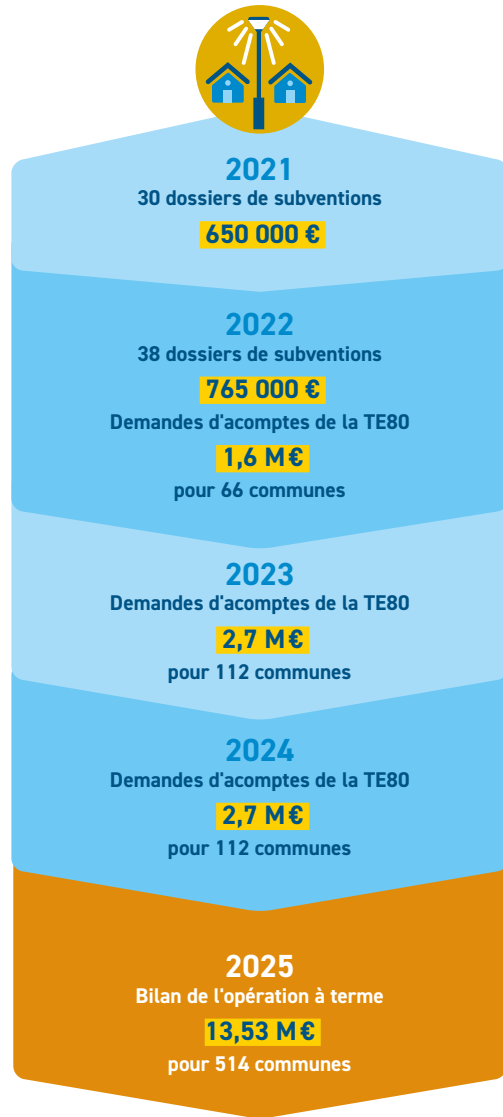 2021
30 dossiers de subventions
650 000 €
2022
38 dossiers de subventions
765 000 €
Demandes d'acomptes de la TE80
1,6 M€
pour 66 communes
2023
Demandes d'acomptes de la TE80
2,7 M€
pour 112 communes
2024
Demandes d'acomptes de la TE80
2,7 M€
pour 112 communes
2025
Bilan de l'opération à terme
13,53 M€
pour 514 communes